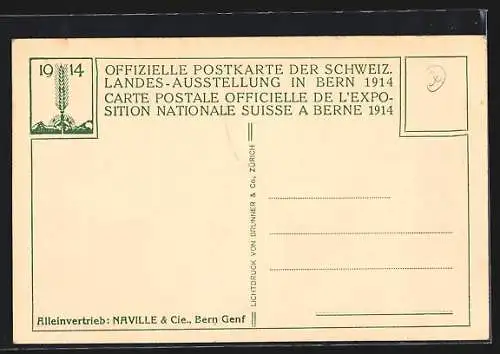 1914
OFFIZIELLE POSTKARTE DER SCHWEIZ.
LANDES-AUSSTELLUNG IN BERN 1914
CARTE POSTALE OFFICIELLE DE L'EXPO-
SITION NATIONALE SUISSE A BERNE 1914
LICHTDRUCK VON BRUNNER & Co., ZÜRICH
Alleinvertrieb: NAVILLE & Cie., Bern Genf